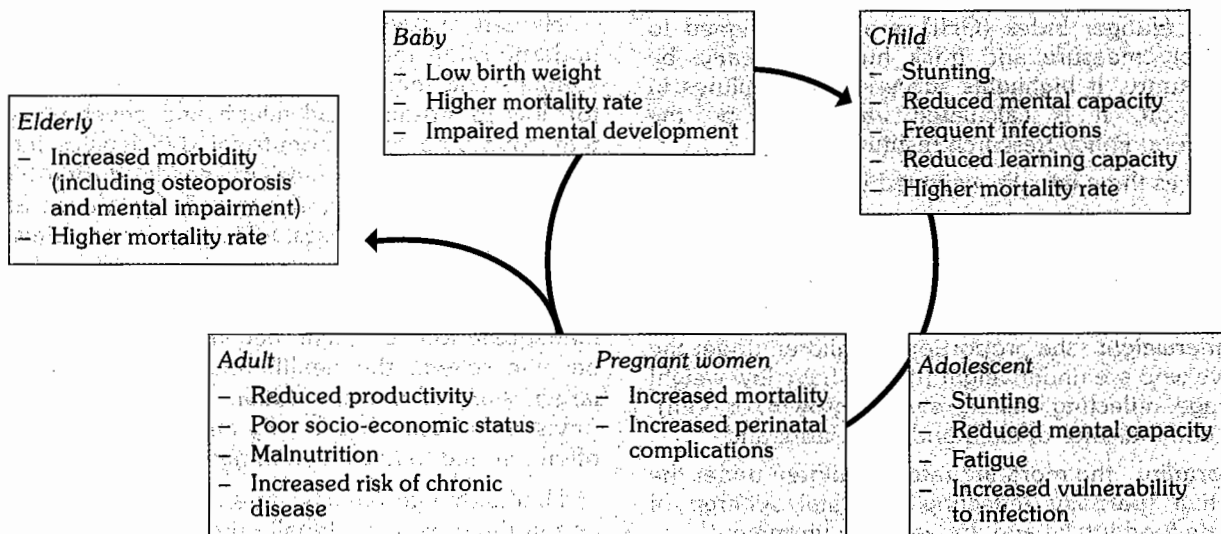 Baby
– Low birth weight
– Higher mortality rate
– Impaired mental development
Child
– Stunting
– Reduced mental capacity
– Frequent infections
– Reduced learning capacity
– Higher mortality rate
Elderly
– Increased morbidity
(including osteoporosis
and mental impairment)
– Higher mortality rate
Adult
– Reduced productivity
– Poor socio-economic status
– Malnutrition
– Increased risk of chronic
disease
Pregnant women
– Increased mortality
– Increased perinatal
complications
Adolescent
– Stunting
– Reduced mental capacity
– Fatigue
– Increased vulnerability
to infection